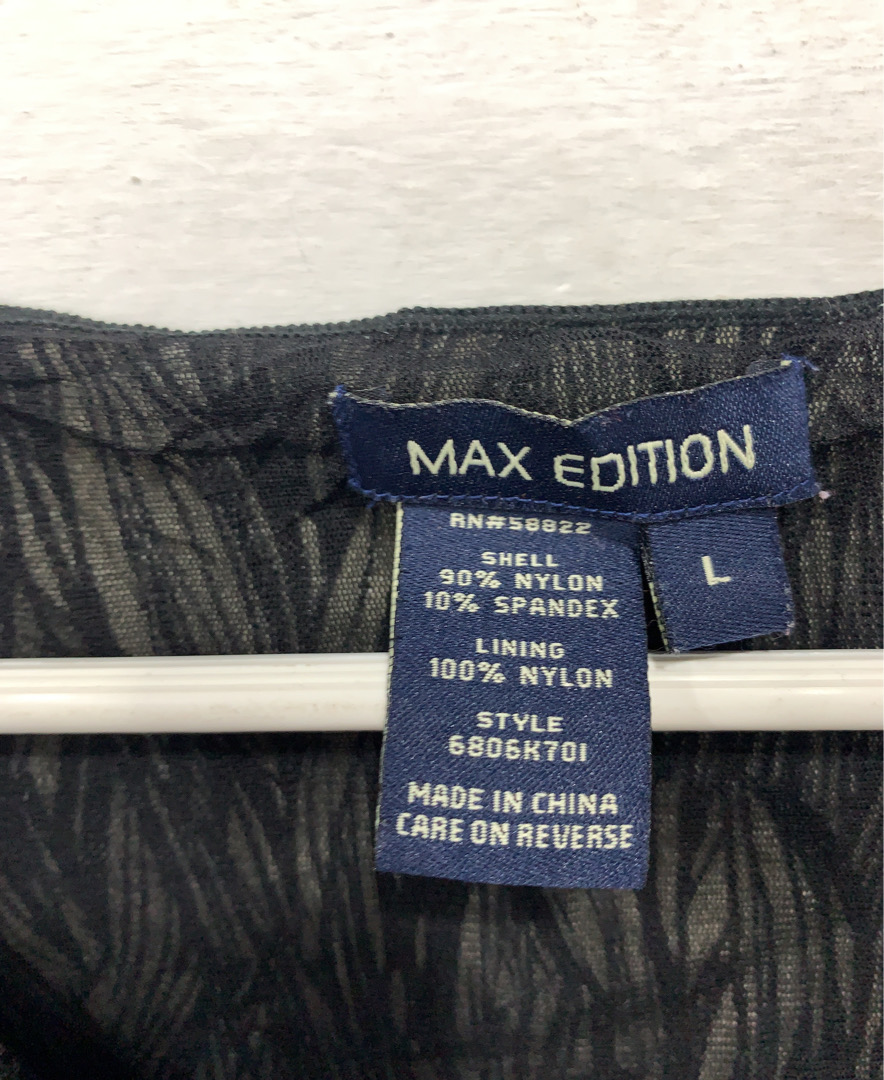 MAX EDITION
L
RN#58822
SHELL
90% NYLON
10% SPANDEX
LINING
100% NYLON
STYLE
6806K701
MADE IN CHINA
CARE ON REVERSE